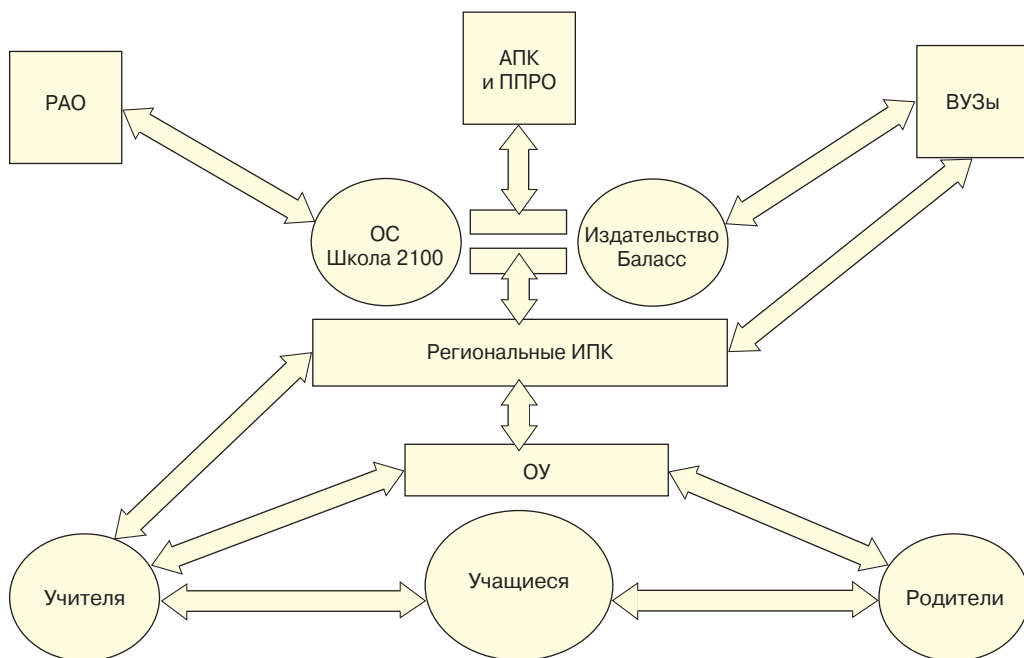 АПК
и ППРО
РАО
ВУЗы
ОС
Школа 2100
Издательство
Баласс
Региональные ИПК
ОУ
Учителя
Учащиеся
Родители